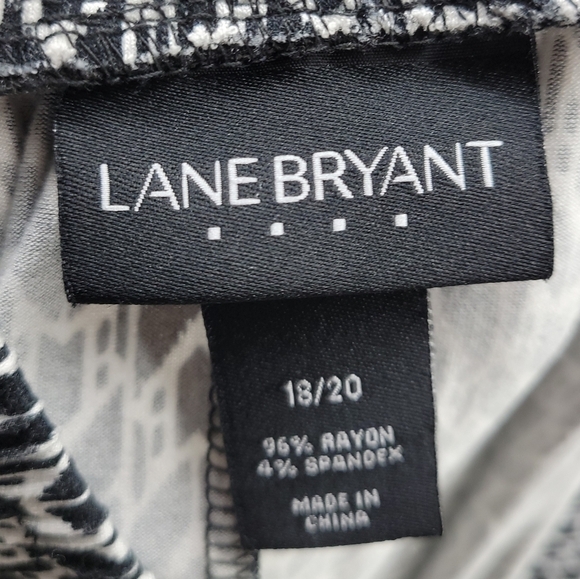 LANE BRYANT
18/20
96% RAYON
4% SPANDEX
MADE IN
CHINA